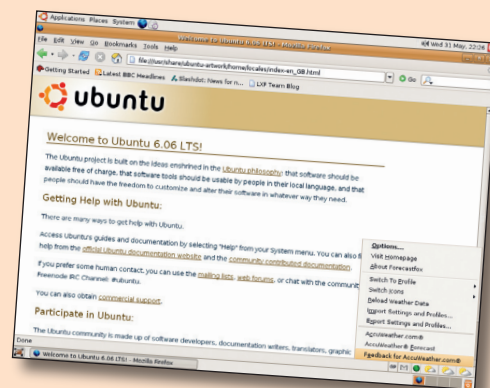 Applications Places System
Wed 31 May, 22:26
Welcome to Ubuntu 6.06 LTS! - Mozilla Firefox
File Edit View Go Bookmarks Tools Help
file:///usr/share/ubuntu-artwork/home/locales/index-en_GB.html
Go
Getting Started Latest BBC Headlines Slashdot: News for n... LXF Team Blog
ubuntu
Welcome to Ubuntu 6.06 LTS!
The Ubuntu project is built on the ideas enshrined in the Ubuntu philosophy: that software should be
available free of charge, that software tools should be usable by people in their local language, and that
people should have the freedom to customize and alter their software in whatever way they need.
Getting Help with Ubuntu:
There are many ways to get help with Ubuntu.
Access Ubuntu's guides and documentation by selecting "Help" from your System menu. You can also f
help from the official Ubuntu documentation website and the community contributed documentation.
If you prefer some human contact, you can use the mailing lists, web forums, or chat with the communit
Freenode IRC Channel: #ubuntu.
You can also obtain commercial support.
Participate in Ubuntu:
The Ubuntu community is made up of software developers, documentation writers, translators, graphic
Options...
Visit Homepage
About Forecastfox
Switch To Profile
Switch Icons
Reload Weather Data
Import Settings and Profiles...
Export Settings and Profiles...
AccuWeather.com®
AccuWeather® Forecast
Feedback for AccuWeather.com®
Done
Welcome to Ubuntu 6.06 LTS! - Mozilla Firefox